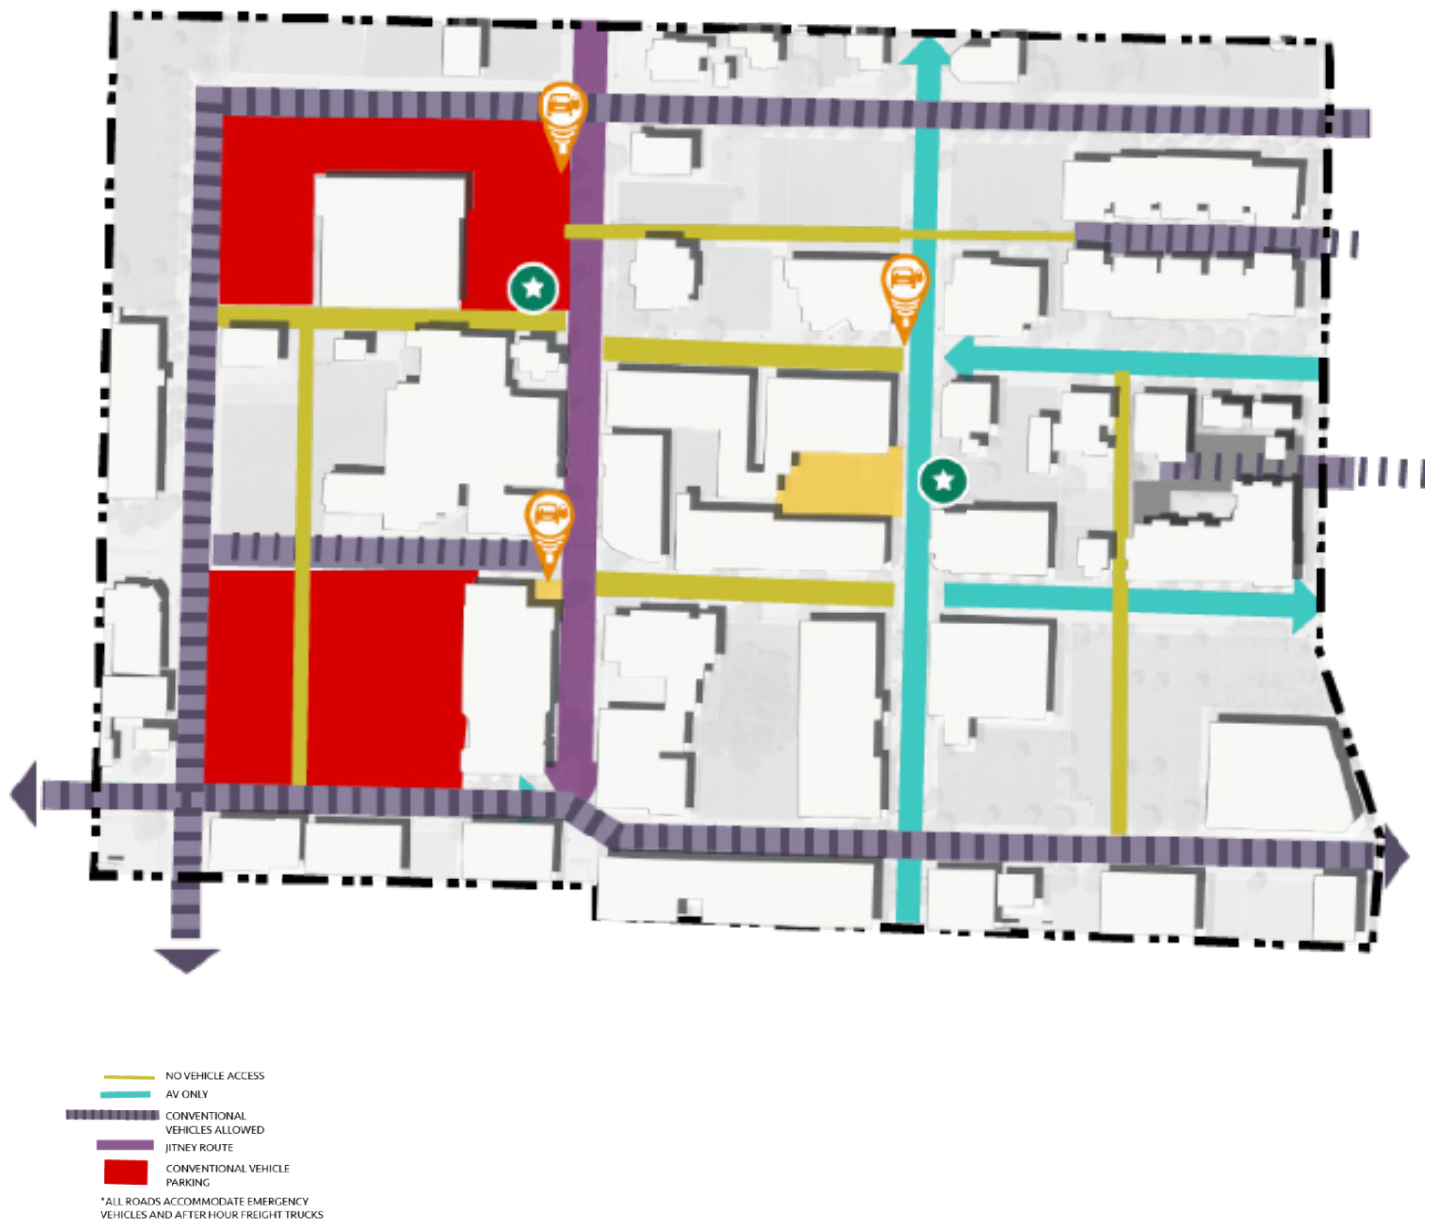 NO VEHICLE ACCESS
AV ONLY
CONVENTIONAL
VEHICLES ALLOWED
JITNEY ROUTE
CONVENTIONAL VEHICLE
PARKING
*ALL ROADS ACCOMMODATE EMERGENCY
VEHICLES AND AFTER HOUR FREIGHT TRUCKS